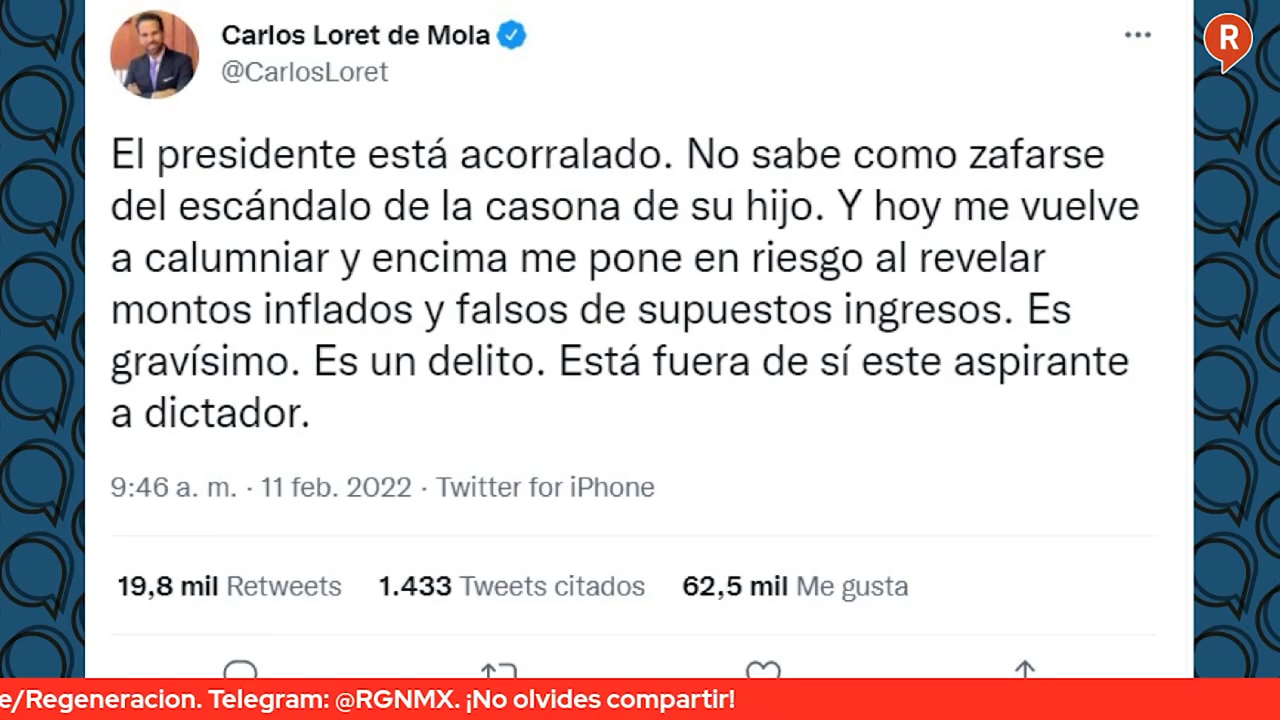 Carlos Loret de Mola
@CarlosLoret
R
El presidente está acorralado. No sabe como zafarse
del escándalo de la casona de su hijo. Y hoy me vuelve
a calumniar y encima me pone en riesgo al revelar
montos inflados y falsos de supuestos ingresos. Es
gravísimo. Es un delito. Está fuera de sí este aspirante
a dictador.
9:46 a. m. · 11 feb. 2022 · Twitter for iPhone
19,8 mil Retweets 1.433 Tweets citados 62,5 mil Me gusta
e/Regeneracion. Telegram: @RGNMX. ¡No olvides compartir!